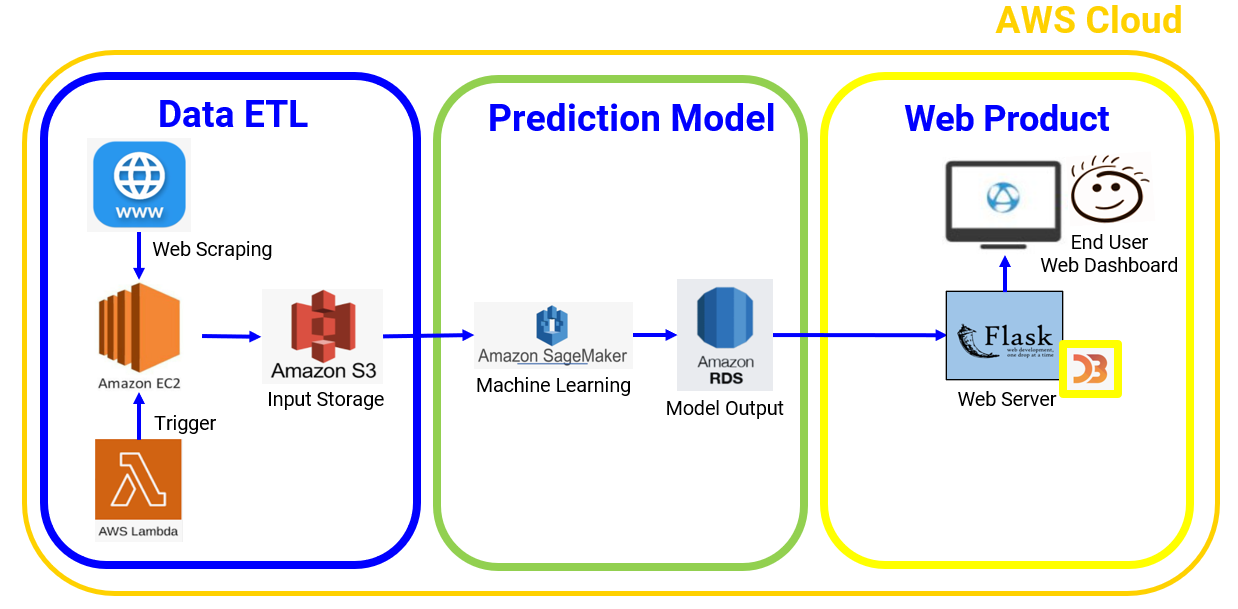 AWS Cloud
Data ETL
www
Web Scraping
Amazon EC2
Amazon S3
Input Storage
Trigger
AWS Lambda
Prediction Model
Amazon SageMaker
Machine Learning
Amazon
RDS
Model Output
Web Product
End User
Web Dashboard
Flask
web development,
one drop at a time
Web Server
D3